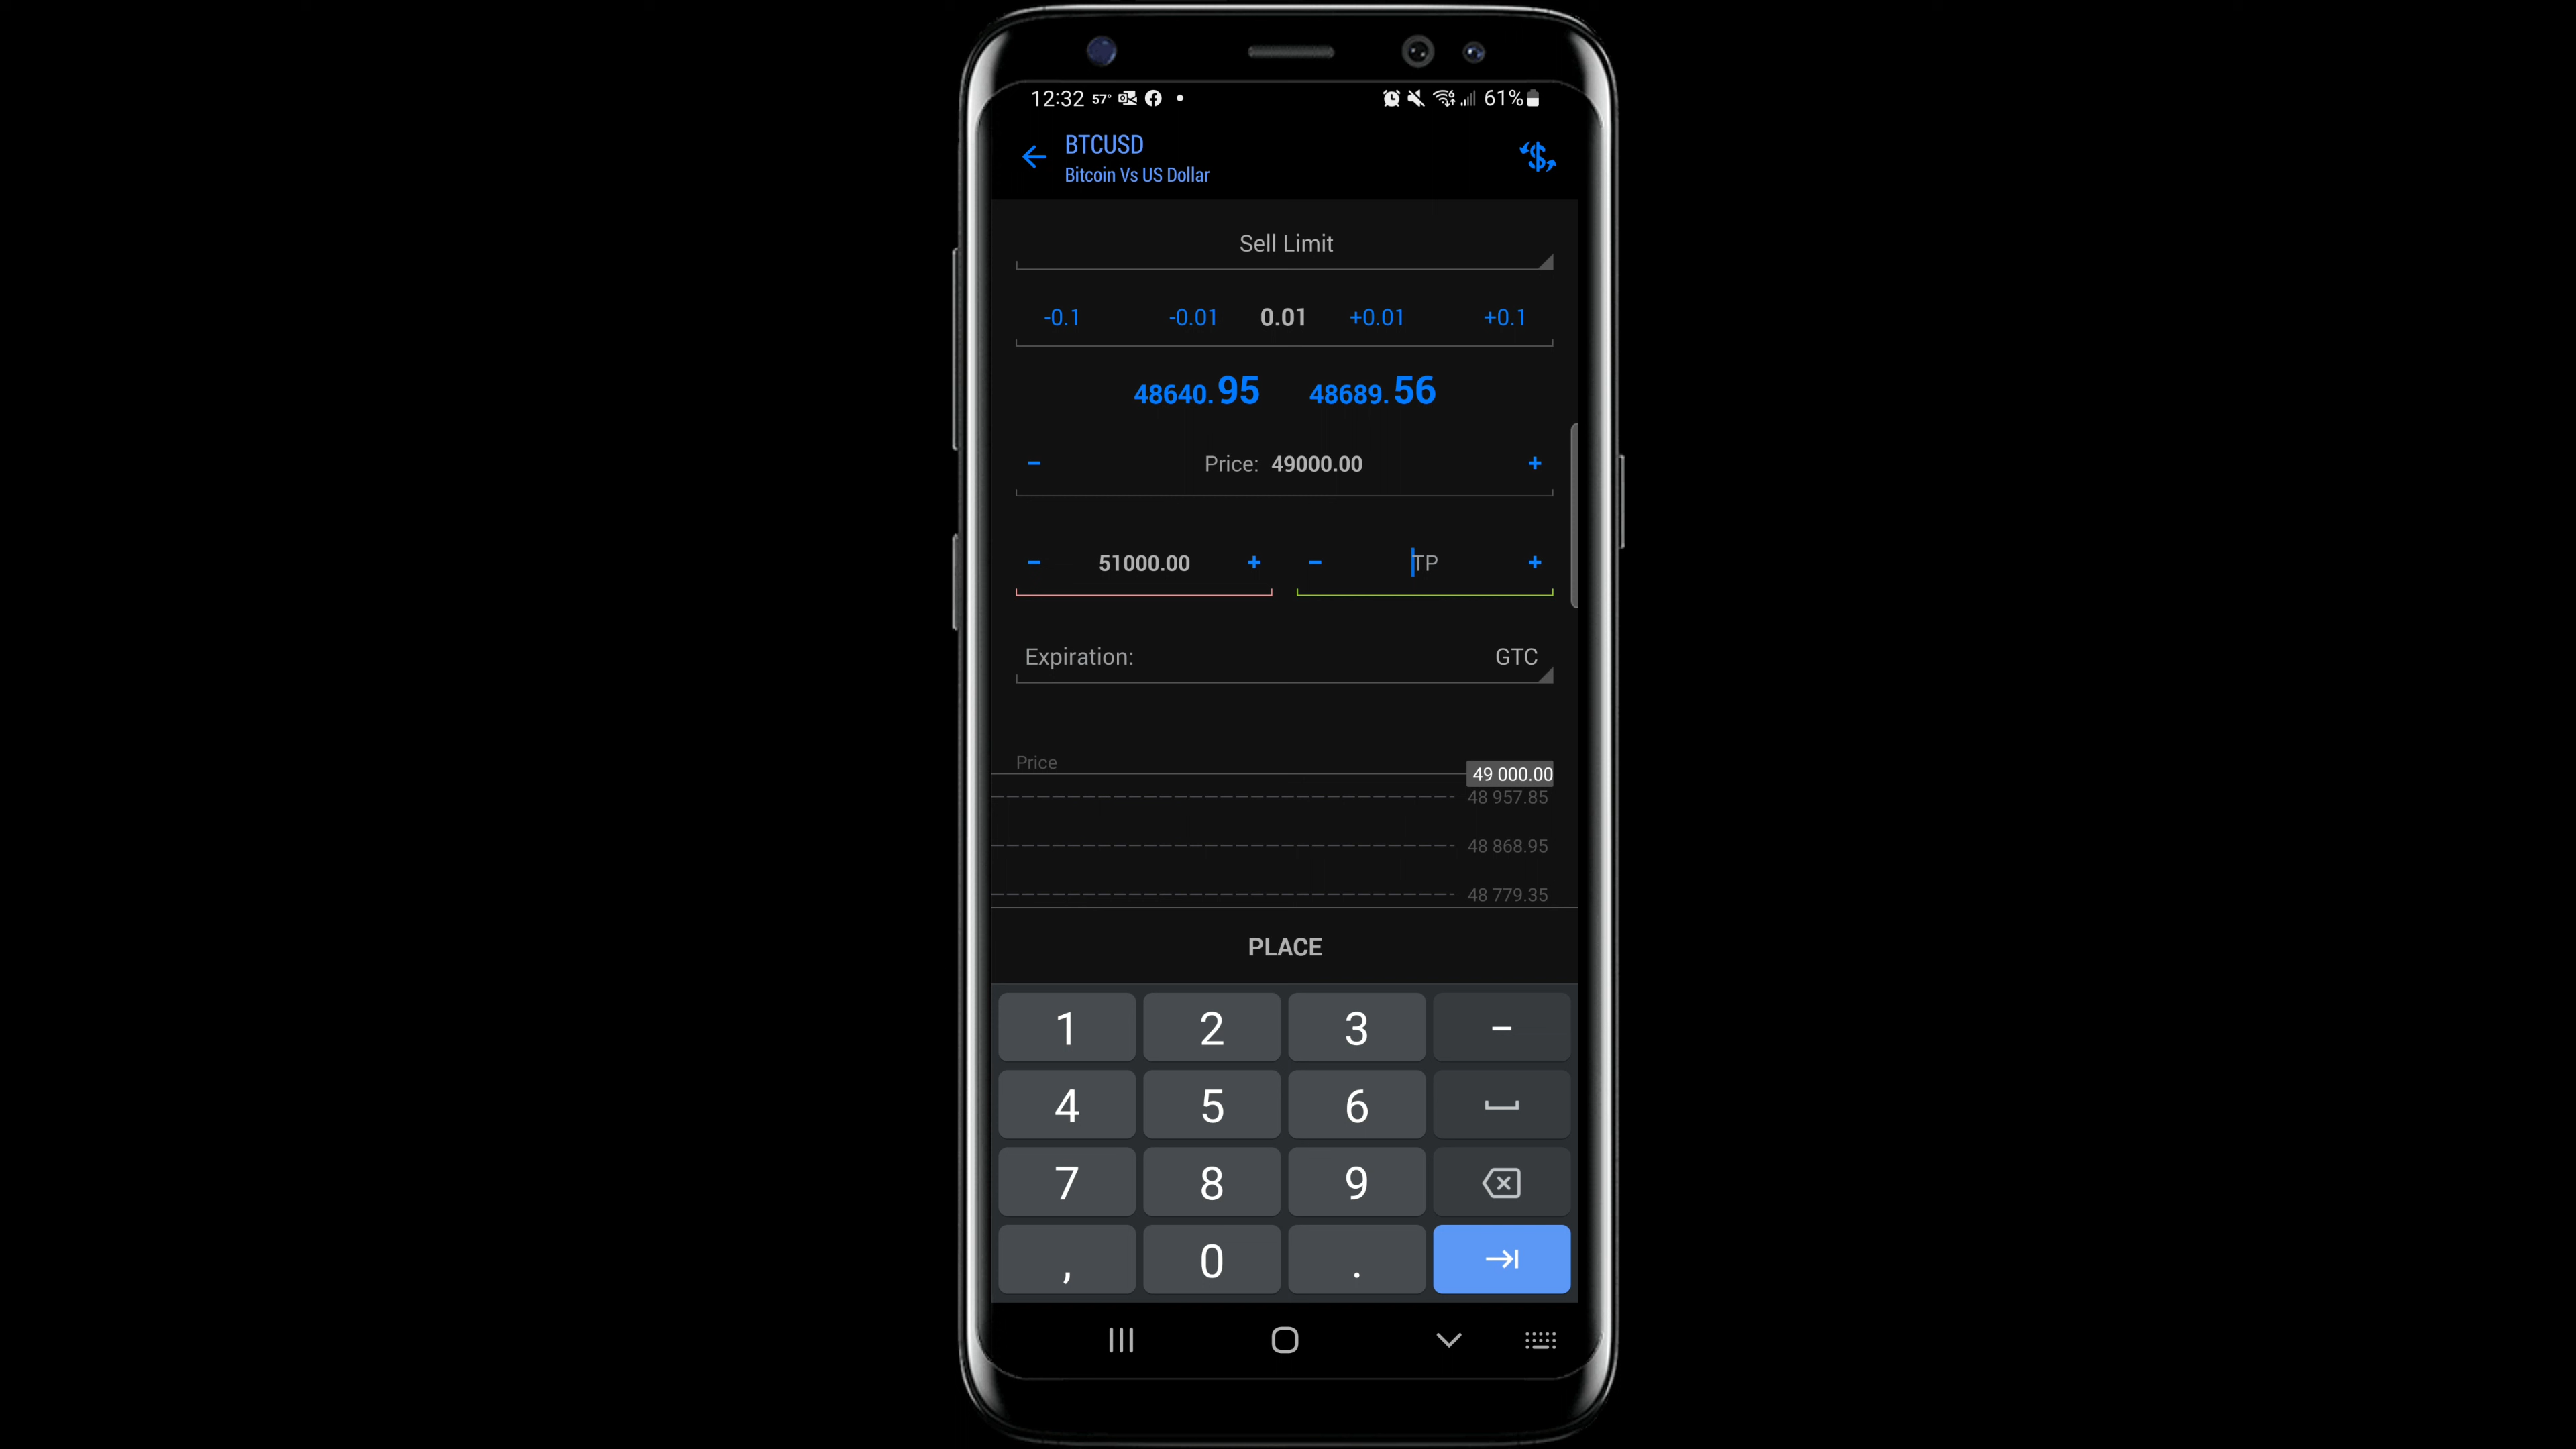 12:32 57° 61%
BTCUSD
Bitcoin Vs US Dollar
Sell Limit
-0.1 -0.01 0.01 +0.01 +0.1
48640.95 48689.56
− Price: 49000.00 +
− 51000.00 + − TP +
Expiration: GTC
Price 49 000.00
48 957.85
48 868.95
48 779.35
PLACE
1 2 3 −
4 5 6
7 8 9
, 0 .